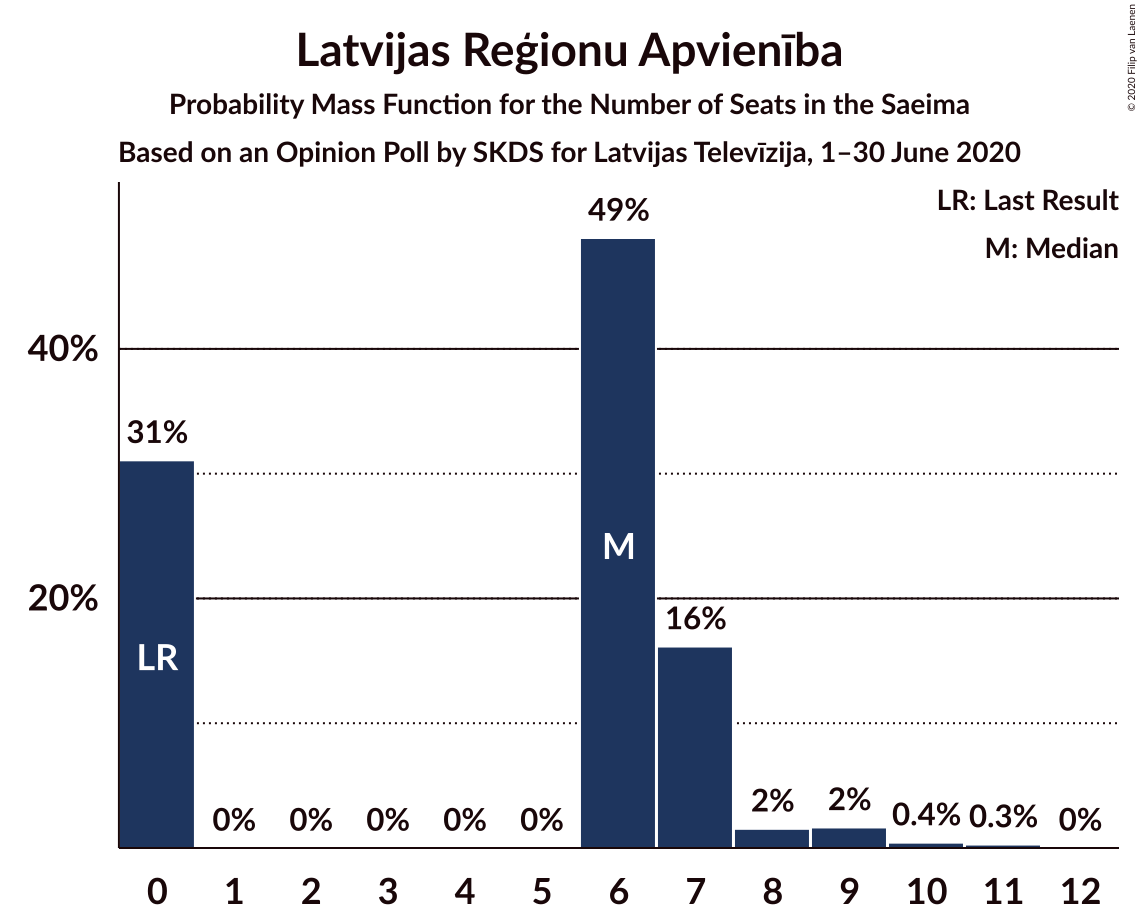 Latvijas Reģionu Apvienība
Probability Mass Function for the Number of Seats in the Saeima
Based on an Opinion Poll by SKDS for Latvijas Televīzija, 1–30 June 2020
© 2020 Filip van Laenen
LR: Last Result
M: Median
49%
40%
31%
M
20%
16%
LR
0% 0% 0% 0% 0% 2% 2% 0.4% 0.3% 0%
0 1 2 3 4 5 6 7 8 9 10 11 12